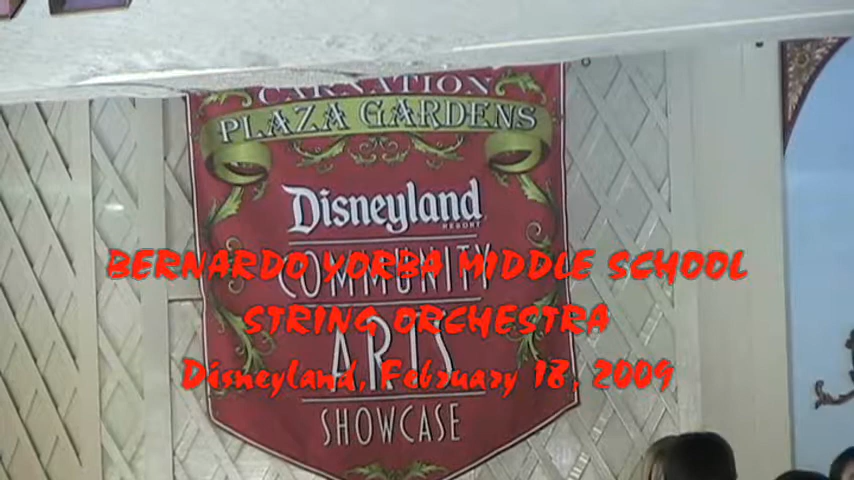 CARNATION
PLAZA GARDENS
Disneyland
RESORT
COMMUNITY
BERNARDO YORBA MIDDLE SCHOOL
STRING ORCHESTRA
ARTS
Disneyland, February 18, 2009
SHOWCASE